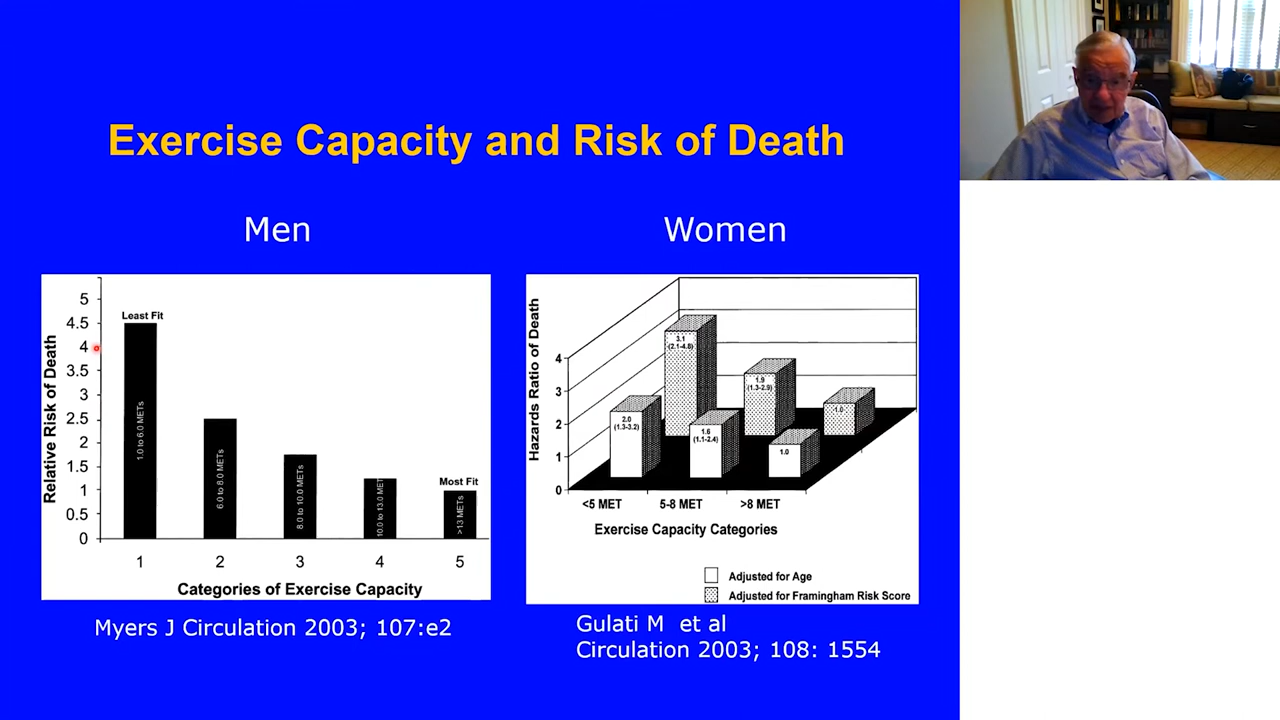 Exercise Capacity and Risk of Death
Men
Women
Relative Risk of Death
5
4.5
4
3.5
3
2.5
2
1.5
1
0.5
0
Least Fit
Most Fit
1.0 to 6.0 METs
6.0 to 8.0 METs
8.0 to 10.0 METs
10.0 to 13.0 MET
>13 METs
1 2 3 4 5
Categories of Exercise Capacity
Myers J Circulation 2003; 107:e2
Hazards Ratio of Death
4
3
2
1
0
3.1
(2.1-4.8)
1.9
(1.3-2.9)
1.0
2.0
(1.3-3.2)
1.6
(1.1-2.4)
1.0
<5 MET 5-8 MET >8 MET
Exercise Capacity Categories
Adjusted for Age
Adjusted for Framingham Risk Score
Gulati M et al
Circulation 2003; 108: 1554